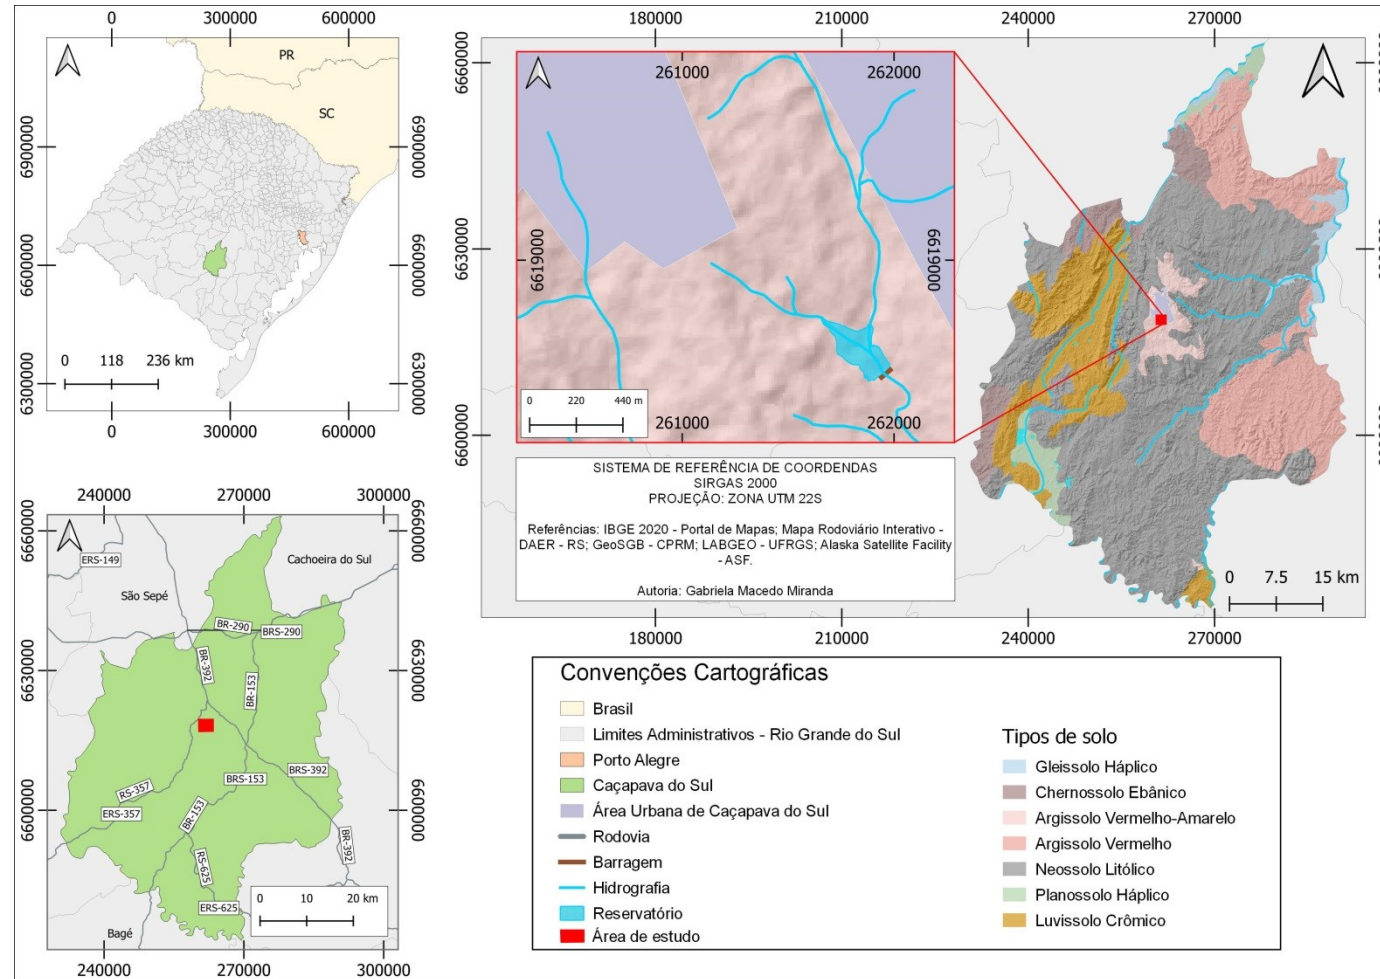 0
300000
600000
PR
SC
6900000
6600000
6300000
6900000
6600000
6300000
0
118
236 km
0
300000
600000
180000
210000
240000
270000
6660000
6630000
6600000
261000
262000
6619000
6619000
0
220
440 m
261000
262000
SISTEMA DE REFERÊNCIA DE COORDENDAS
SIRGAS 2000
PROJEÇÃO: ZONA UTM 22S
Referências: IBGE 2020 - Portal de Mapas; Mapa Rodoviário Interativo -
DAER - RS; GeoSGB - CPRM; LABGEO - UFRGS; Alaska Satellite Facility
- ASF.
Autoria: Gabriela Macedo Miranda
0
7.5
15 km
180000
210000
240000
270000
240000
270000
300000
6660000
6630000
6600000
6660000
6630000
6600000
ERS-149
Cachoeira do Sul
São Sepé
BR-290
BRS-290
BR-392
BR-153
BRS-153
BRS-392
RS-357
ERS-357
BR-153
BR-392
RS-625
ERS-625
Bagé
0
10
20 km
240000
270000
300000
Convenções Cartográficas
Brasil
Limites Administrativos - Rio Grande do Sul
Porto Alegre
Caçapava do Sul
Área Urbana de Caçapava do Sul
Rodovia
Barragem
Hidrografia
Reservatório
Área de estudo
Tipos de solo
Gleissolo Háplico
Chernossolo Ebânico
Argissolo Vermelho-Amarelo
Argissolo Vermelho
Neossolo Litólico
Planossolo Háplico
Luvissolo Crômico